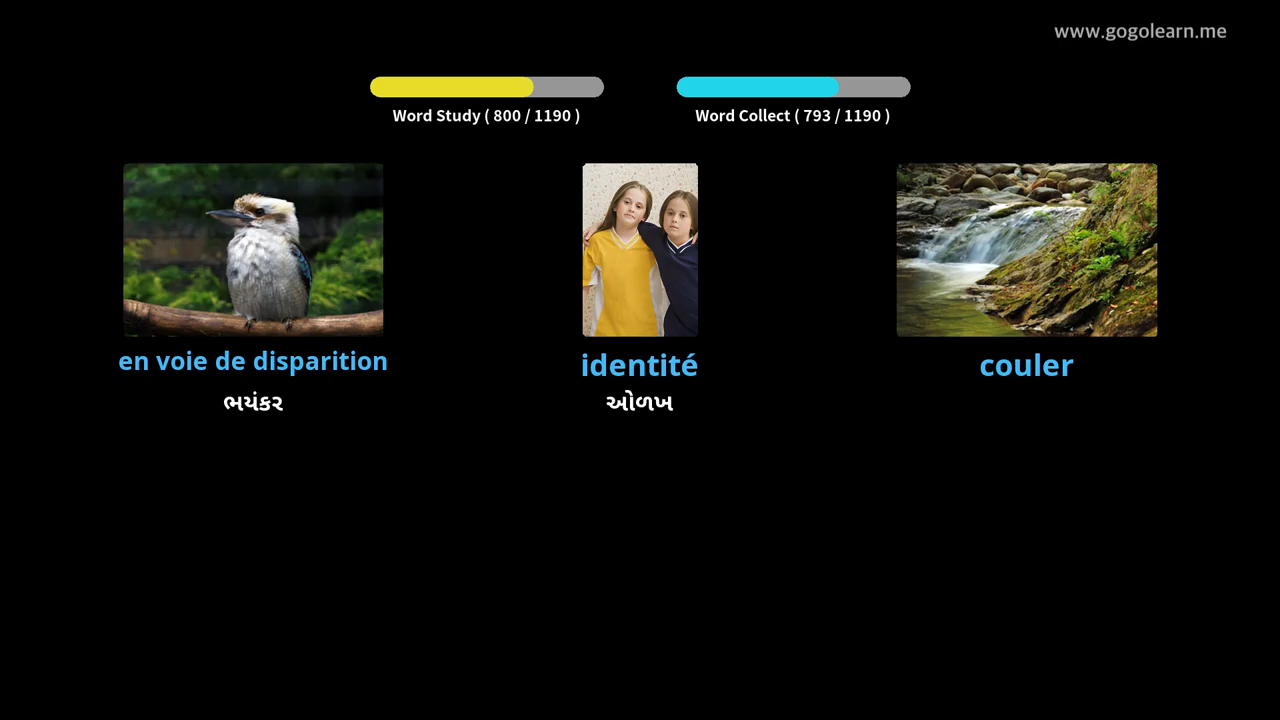 www.gogolearn.me
Word Study ( 800 / 1190 )
Word Collect ( 793 / 1190 )
en voie de disparition
ભયંકર
identité
ઓળખ
couler